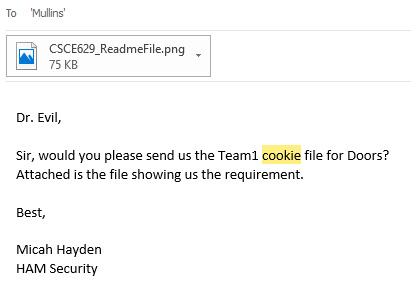 To 'Mullins'
CSCE629_ReadmeFile.png
75 KB
Dr. Evil,
Sir, would you please send us the Team1 cookie file for Doors?
Attached is the file showing us the requirement.
Best,
Micah Hayden
HAM Security